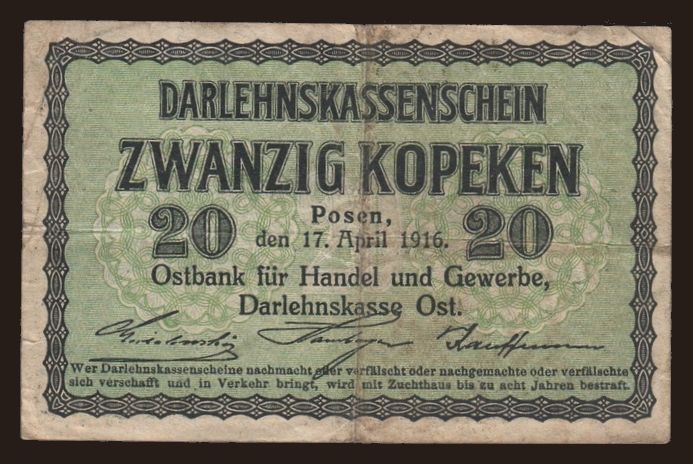 DARLEHNSKASSENSCHEIN
ZWANZIG KOPEKEN
20 Posen, 20
den 17. April 1916.
Ostbank für Handel und Gewerbe,
Darlehnskasse Ost.
Kauffmann
Wer Darlehnskassenscheine nachmacht oder verfälscht oder nachgemachte oder verfälschte
sich verschafft und in Verkehr bringt, wird mit Zuchthaus bis zu acht Jahren bestraft.